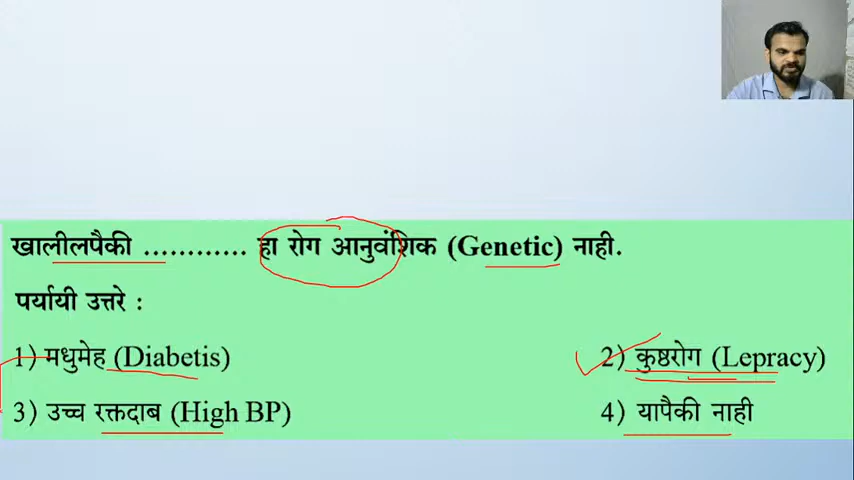 खालीलपैकी ............ हा रोग आनुवंशिक (Genetic) नाही.
पर्यायी उत्तरे :
1) मधुमेह (Diabetis) 2) कुष्ठरोग (Lepracy)
3) उच्च रक्तदाब (High BP) 4) यापैकी नाही